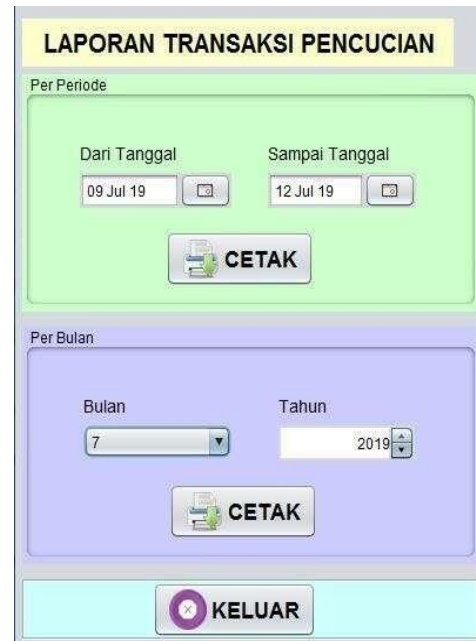 LAPORAN TRANSAKSI PENCUCIAN
Per Periode
Dari Tanggal Sampai Tanggal
09 Jul 19 12 Jul 19
CETAK
Per Bulan
Bulan Tahun
7 2019
CETAK
KELUAR